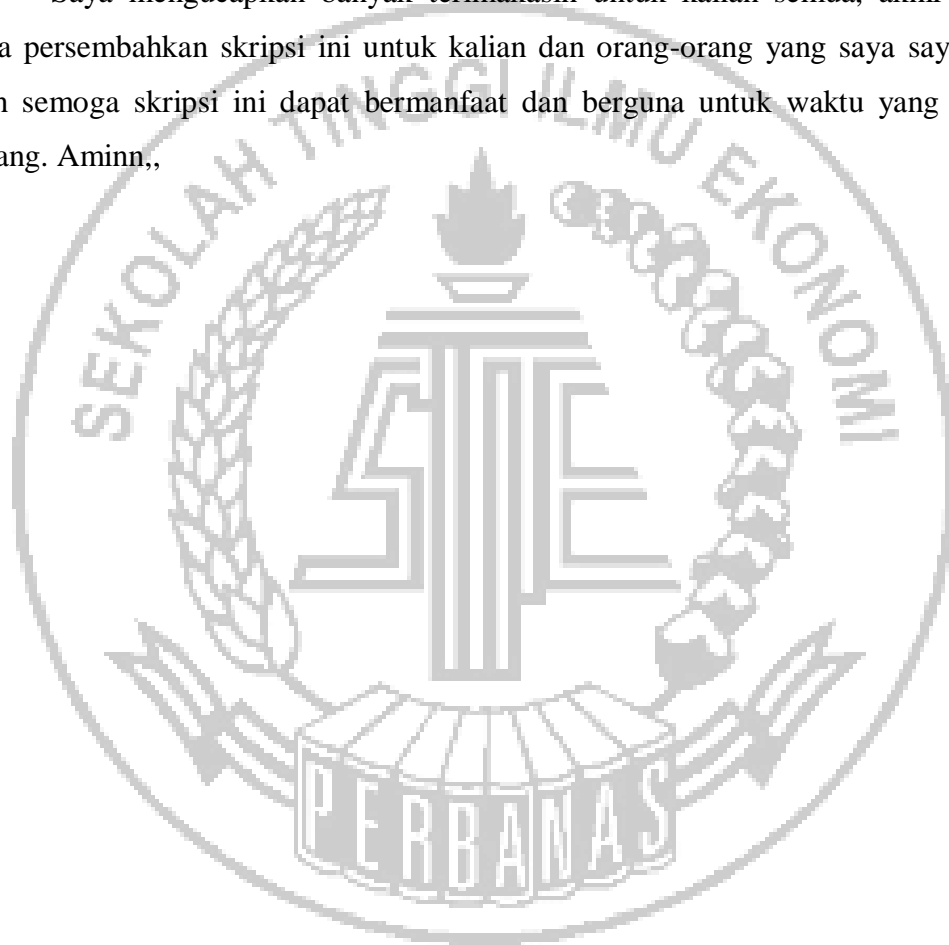 Saya mengucapkan banyak terimakasih untuk kalian semua, akhir
persembahkan skripsi ini untuk kalian dan orang-orang yang saya
semoga skripsi ini dapat bermanfaat dan berguna untuk waktu yang
ang. Aminn,,
SEKOLAH TINGGI ILMU EKONOMI
STIE
PERBANAS